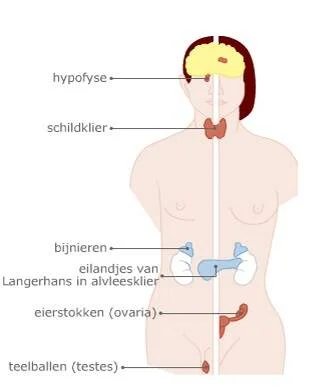 hypofyse
schildklier
bijnieren
eilandjes van
Langerhans in alvleesklier
eierstokken (ovaria)
teelballen (testes)